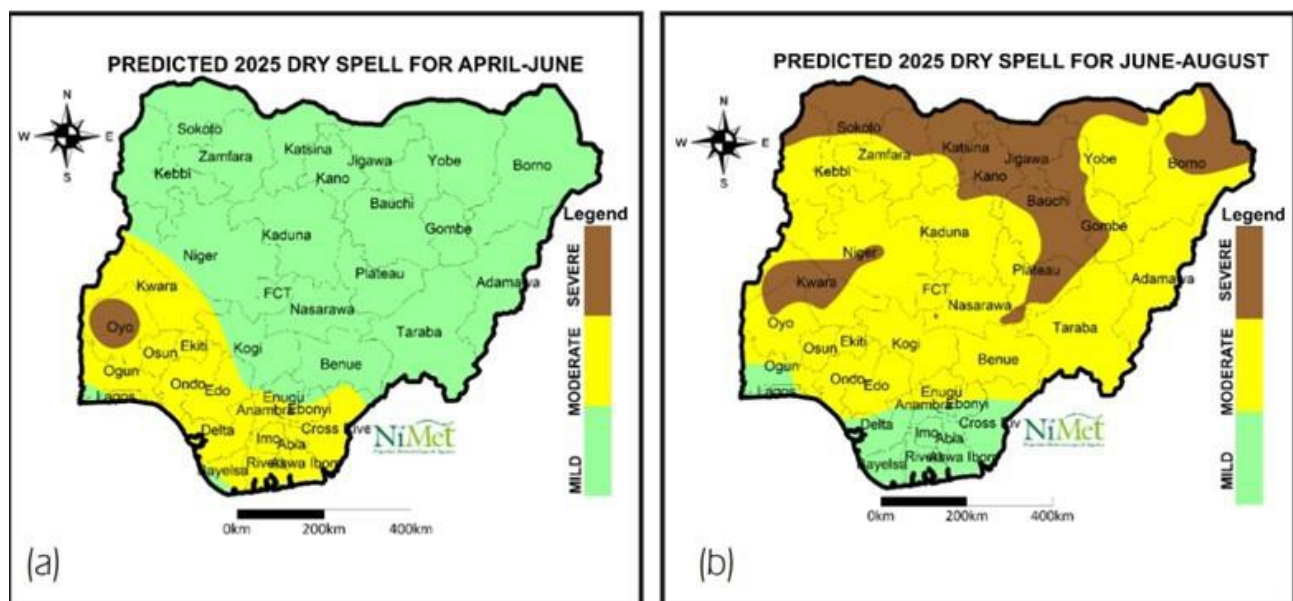 PREDICTED 2025 DRY SPELL FOR APRIL-JUNE
N
W E
S
Sokoto
Zamfara
Katsina
Jigawa
Yobe
Borno
Kebbi
Kano
Bauchi
Gombe
Kaduna
Niger
Plateau
Adamawa
Kwara
FCT
Nasarawa
Taraba
Oyo
Osun
Ekiti
Kogi
Benue
Ogun
Ondo
Edo
Lagos
Enugu
Anambra
Ebonyi
Delta
Imo
Abia
Cross
Bayelsa
Rivers
Ibom
Legend
SEVERE
MODERATE
MILD
NiMet
0km 200km 400km
(a)
PREDICTED 2025 DRY SPELL FOR JUNE-AUGUST
N
W E
S
Sokoto
Zamfara
Katsina
Jigawa
Yobe
Borno
Kebbi
Kano
Bauchi
Gombe
Kaduna
Niger
Plateau
Adamawa
Kwara
FCT
Nasarawa
Taraba
Oyo
Osun
Ekiti
Kogi
Benue
Ogun
Ondo
Edo
Lagos
Enugu
Anambra
Ebonyi
Delta
Imo
Abia
Cross
Bayelsa
Rivers
Ibom
Legend
SEVERE
MODERATE
MILD
NiMet
0km 200km 400km
(b)